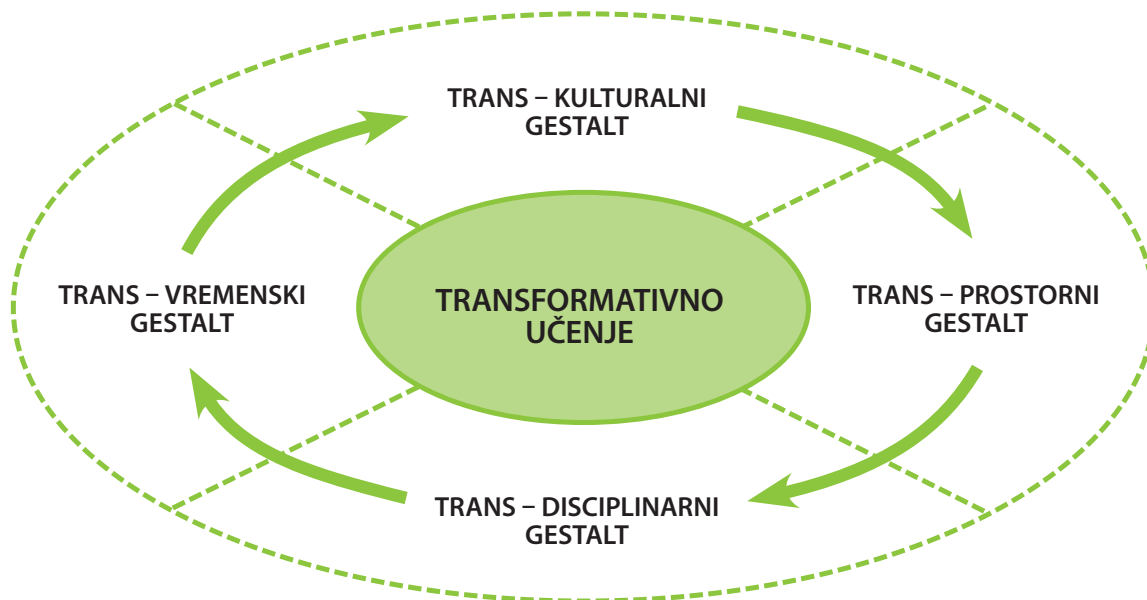 TRANS – KULTURALNI
GESTALT
TRANS – VREMENSKI
GESTALT
TRANSFORMATIVNO
UČENJE
TRANS – PROSTORNI
GESTALT
TRANS – DISCIPLINARNI
GESTALT